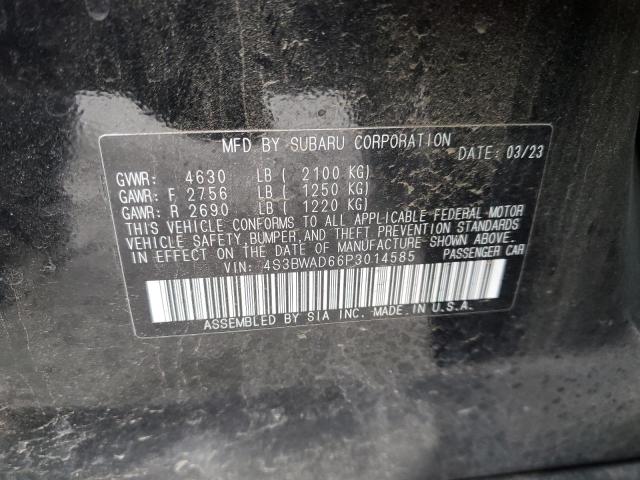 MFD BY SUBARU CORPORATION
DATE: 03/23
GVWR: 4630 LB ( 2100 KG)
GAWR: F 2756 LB ( 1250 KG)
GAWR: R 2690 LB ( 1220 KG)
THIS VEHICLE CONFORMS TO ALL APPLICABLE FEDERAL MOTOR
VEHICLE SAFETY, BUMPER, AND THEFT PREVENTION STANDARDS
IN EFFECT ON THE DATE OF MANUFACTURE SHOWN ABOVE.
VIN: 4S3BWAD66P3014585 PASSENGER CAR
ASSEMBLED BY SIA INC. MADE IN U.S.A.